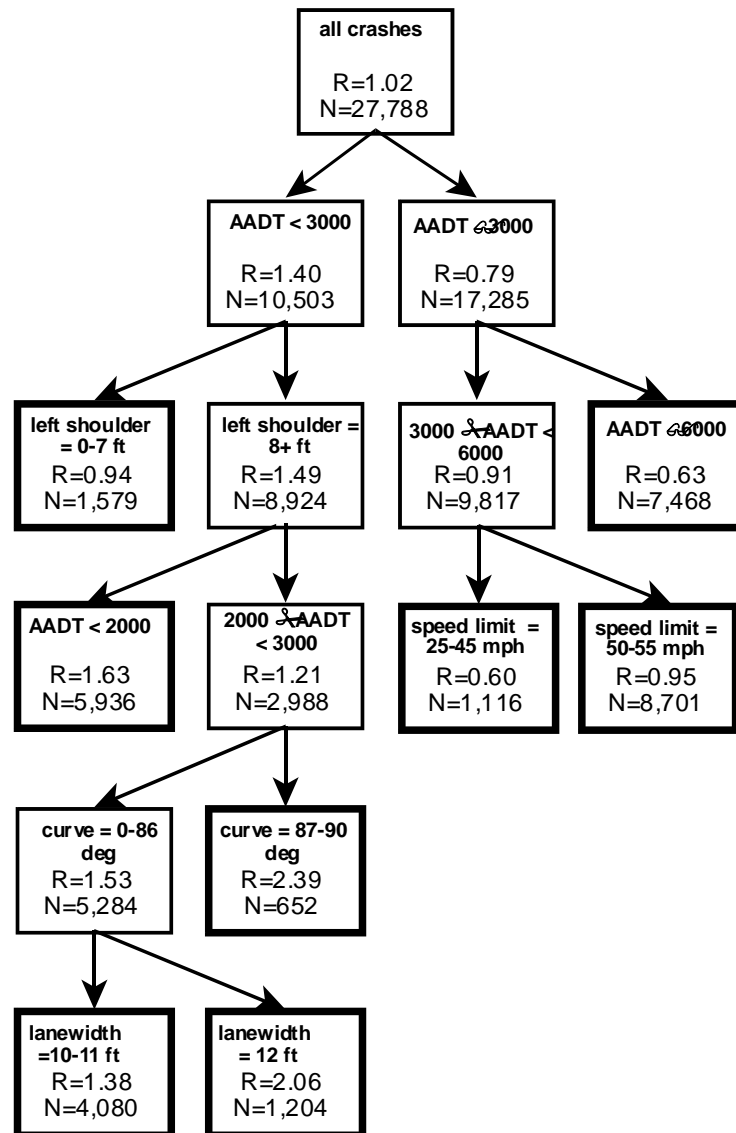 all crashes
R=1.02
N=27,788
AADT < 3000
R=1.40
N=10,503
AADT 3000
R=0.79
N=17,285
left shoulder
= 0-7 ft
R=0.94
N=1,579
left shoulder =
8+ ft
R=1.49
N=8,924
3000 AADT <
6000
R=0.91
N=9,817
AADT 6000
R=0.63
N=7,468
AADT < 2000
R=1.63
N=5,936
2000 AADT
< 3000
R=1.21
N=2,988
speed limit =
25-45 mph
R=0.60
N=1,116
speed limit =
50-55 mph
R=0.95
N=8,701
curve = 0-86
deg
R=1.53
N=5,284
curve = 87-90
deg
R=2.39
N=652
lanewidth
=10-11 ft
R=1.38
N=4,080
lanewidth
= 12 ft
R=2.06
N=1,204